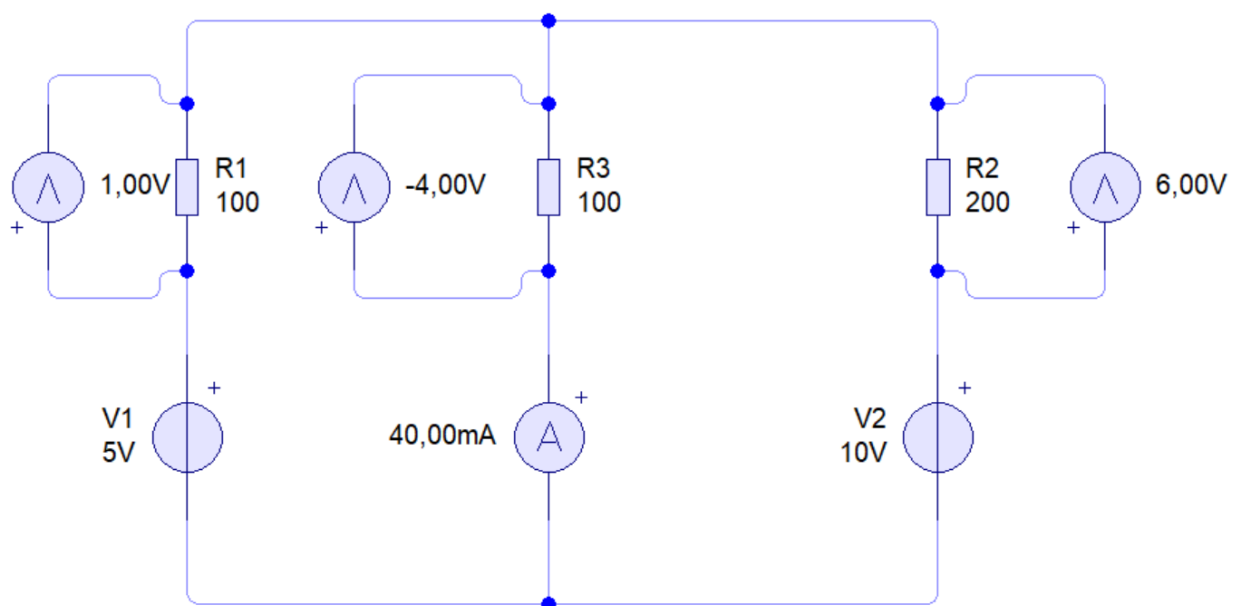 1,00V
+
R1
100
-4,00V
+
R3
100
R2
200
6,00V
+
V1
5V
+
40,00mA
A
+
V2
10V
+